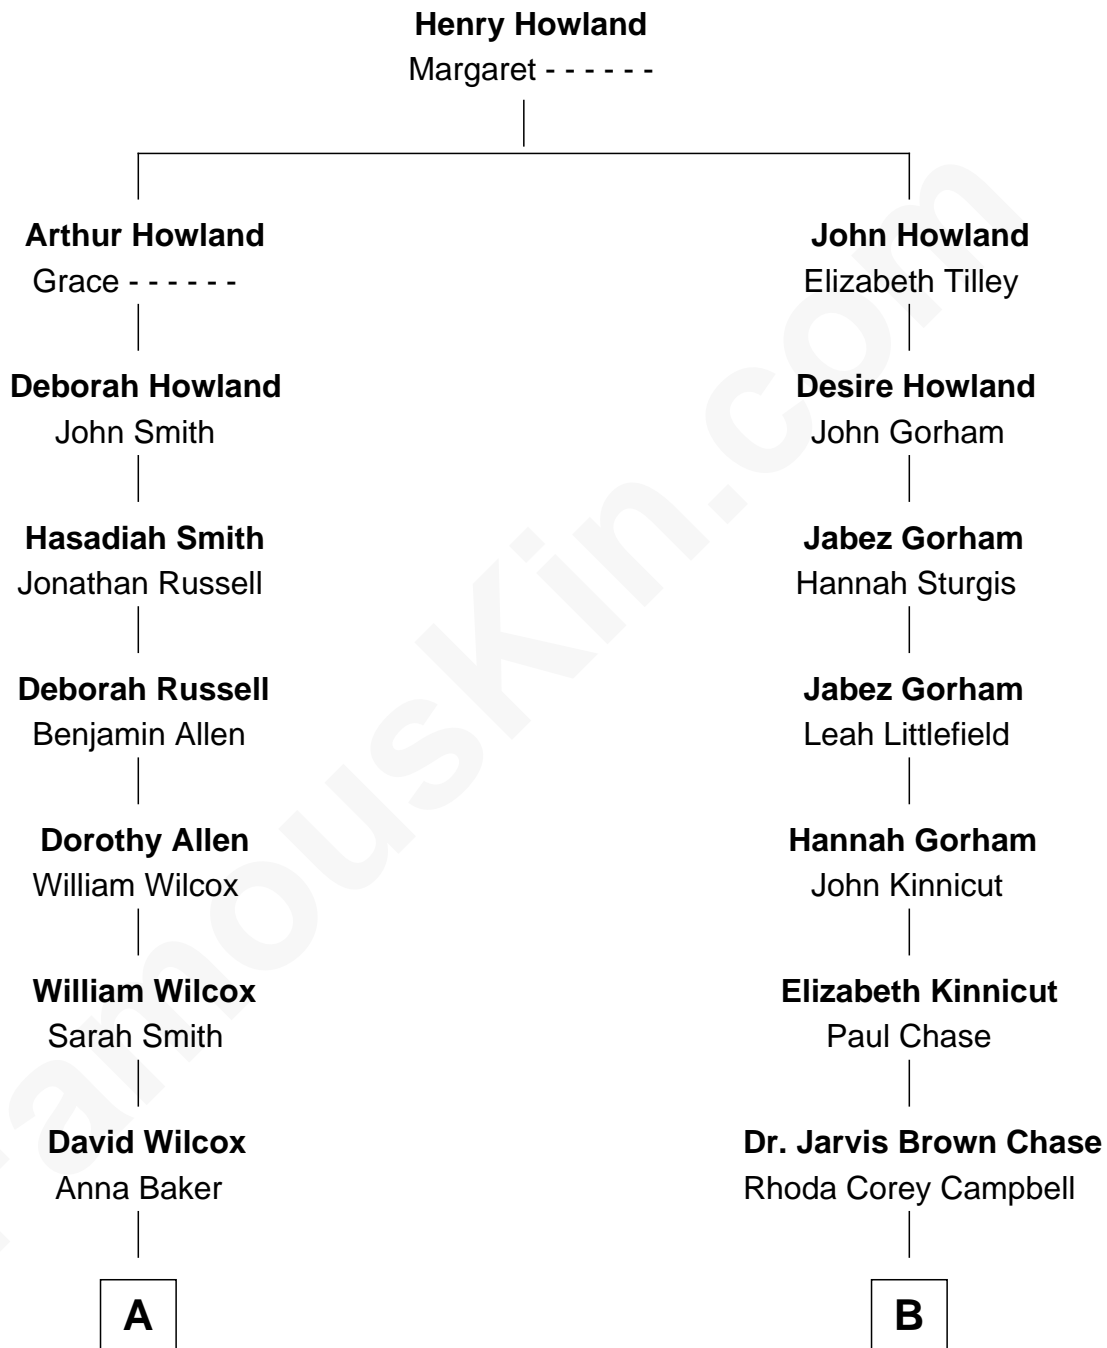 Henry Howland
Margaret - - - - - -
Arthur Howland
Grace - - - - - -
John Howland
Elizabeth Tilley
Deborah Howland
John Smith
Desire Howland
John Gorham
Hasadiah Smith
Jonathan Russell
Jabez Gorham
Hannah Sturgis
Deborah Russell
Benjamin Allen
Jabez Gorham
Leah Littlefield
Dorothy Allen
William Wilcox
Hannah Gorham
John Kinnicut
William Wilcox
Sarah Smith
Elizabeth Kinnicut
Paul Chase
David Wilcox
Anna Baker
Dr. Jarvis Brown Chase
Rhoda Corey Campbell
A
B
FamousKin.com